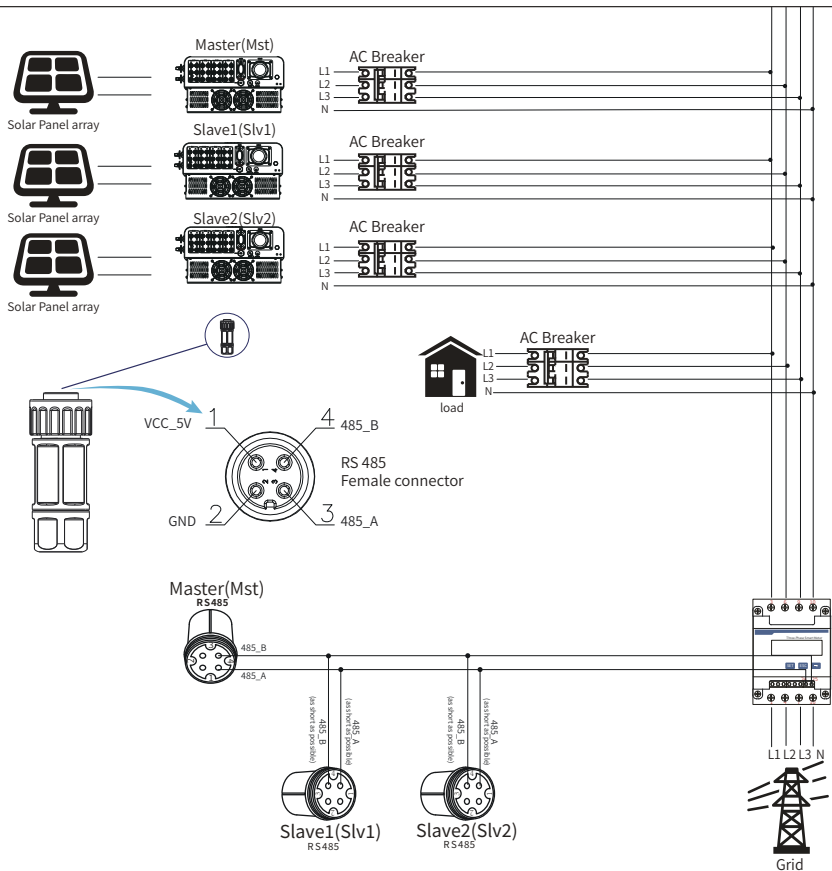 Master(Mst)
AC Breaker
L1
L2
L3
N
Solar Panel array
Slave1(Slv1)
AC Breaker
L1
L2
L3
N
Solar Panel array
Slave2(Slv2)
AC Breaker
L1
L2
L3
N
Solar Panel array
AC Breaker
L1
L2
L3
N
load
VCC_5V
1
4
485_B
1
4
2
3
RS 485
Female connector
GND
2
3
485_A
Master(Mst)
RS485
485_B
485_A
485_B
(as short as possible)
485_A
(as short as possible)
485_B
(as short as possible)
485_A
(as short as possible)
Slave1(Slv1)
RS485
Slave2(Slv2)
RS485
L1 L2 L3 N
Grid